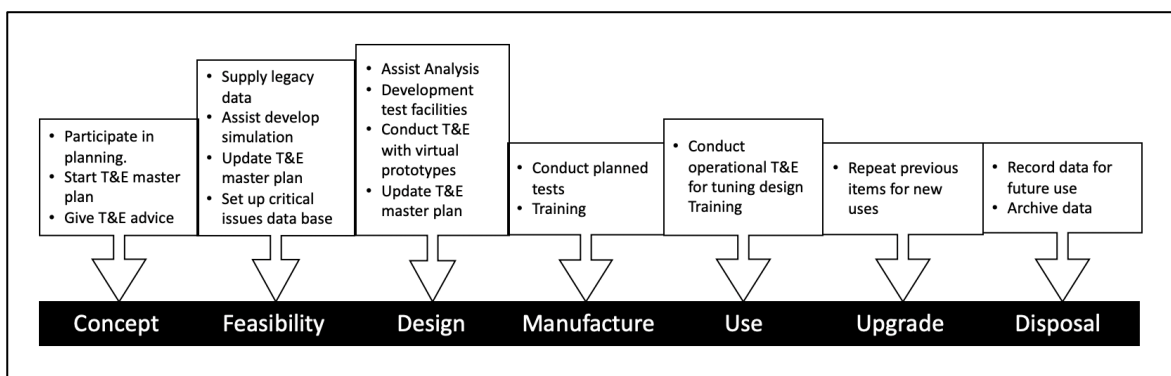 • Participate in
planning.
• Start T&E master
plan
• Give T&E advice
• Supply legacy
data
• Assist develop
simulation
• Update T&E
master plan
• Set up critical
issues data base
• Assist Analysis
• Development
test facilities
• Conduct T&E
with virtual
prototypes
• Update T&E
master plan
• Conduct planned
tests
• Training
• Conduct
operational T&E
for tuning design
Training
• Repeat previous
items for new
uses
• Record data for
future use
• Archive data
Concept
Feasibility
Design
Manufacture
Use
Upgrade
Disposal